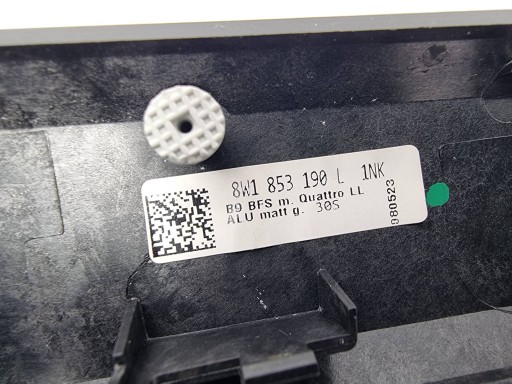 8W1 853 190 L 1NK
B9 BFS m. Quattro LL
ALU matt g. 30S
080523